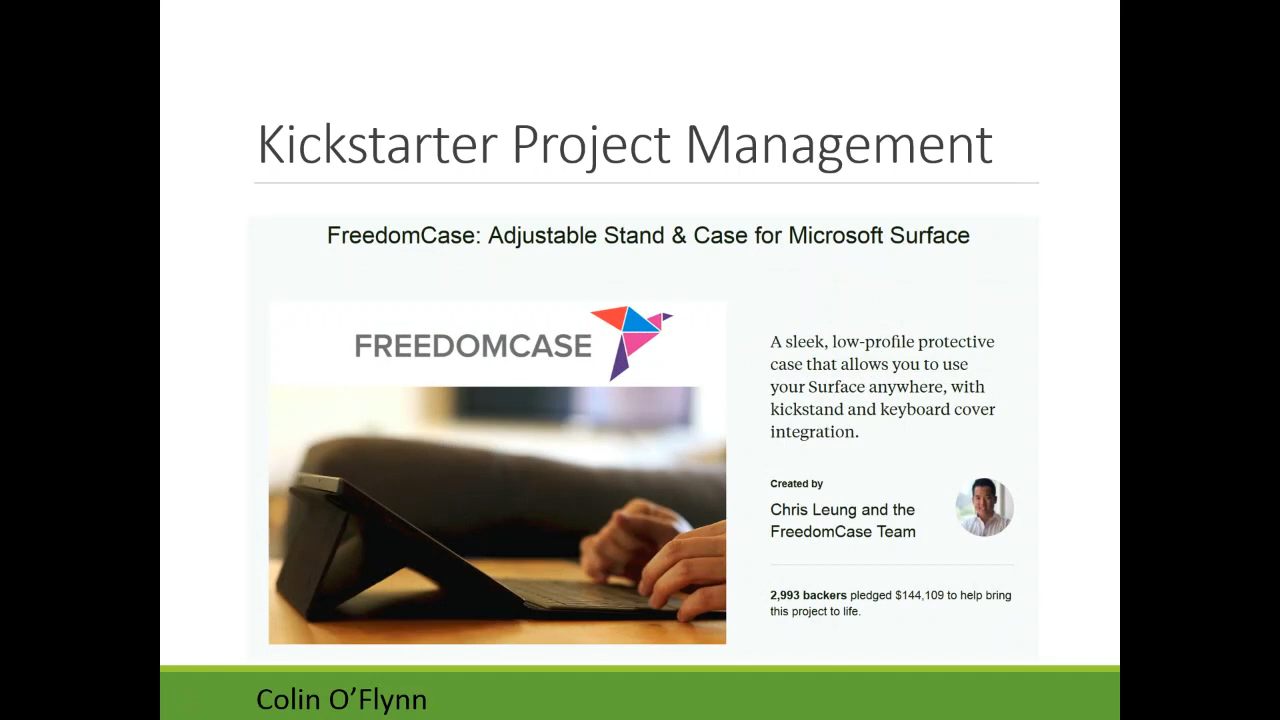 Kickstarter Project Management
FreedomCase: Adjustable Stand & Case for Microsoft Surface
FREEDOMCASE
A sleek, low-profile protective
case that allows you to use
your Surface anywhere, with
kickstand and keyboard cover
integration.
Created by
Chris Leung and the
FreedomCase Team
2,993 backers pledged $144,109 to help bring
this project to life.
Colin O’Flynn